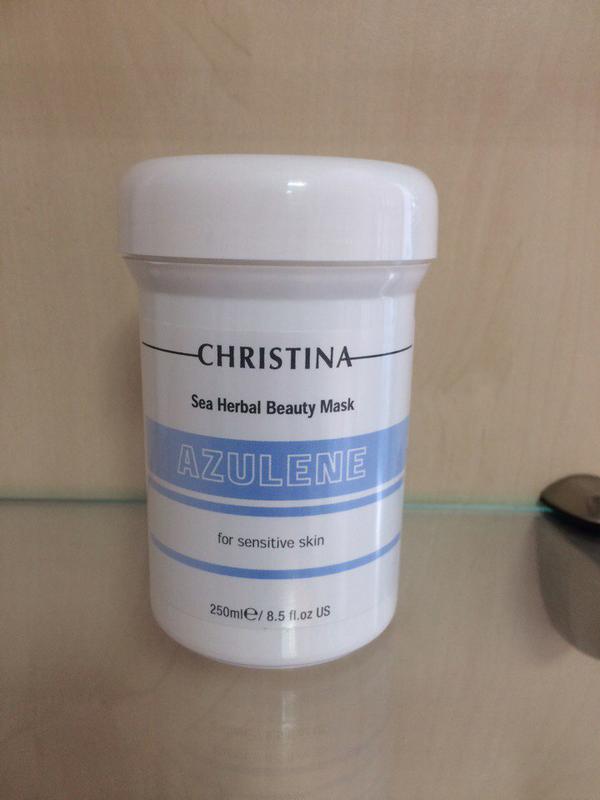 CHRISTINA
Sea Herbal Beauty Mask
AZULENE
for sensitive skin
250ml℮/ 8.5 fl.oz US